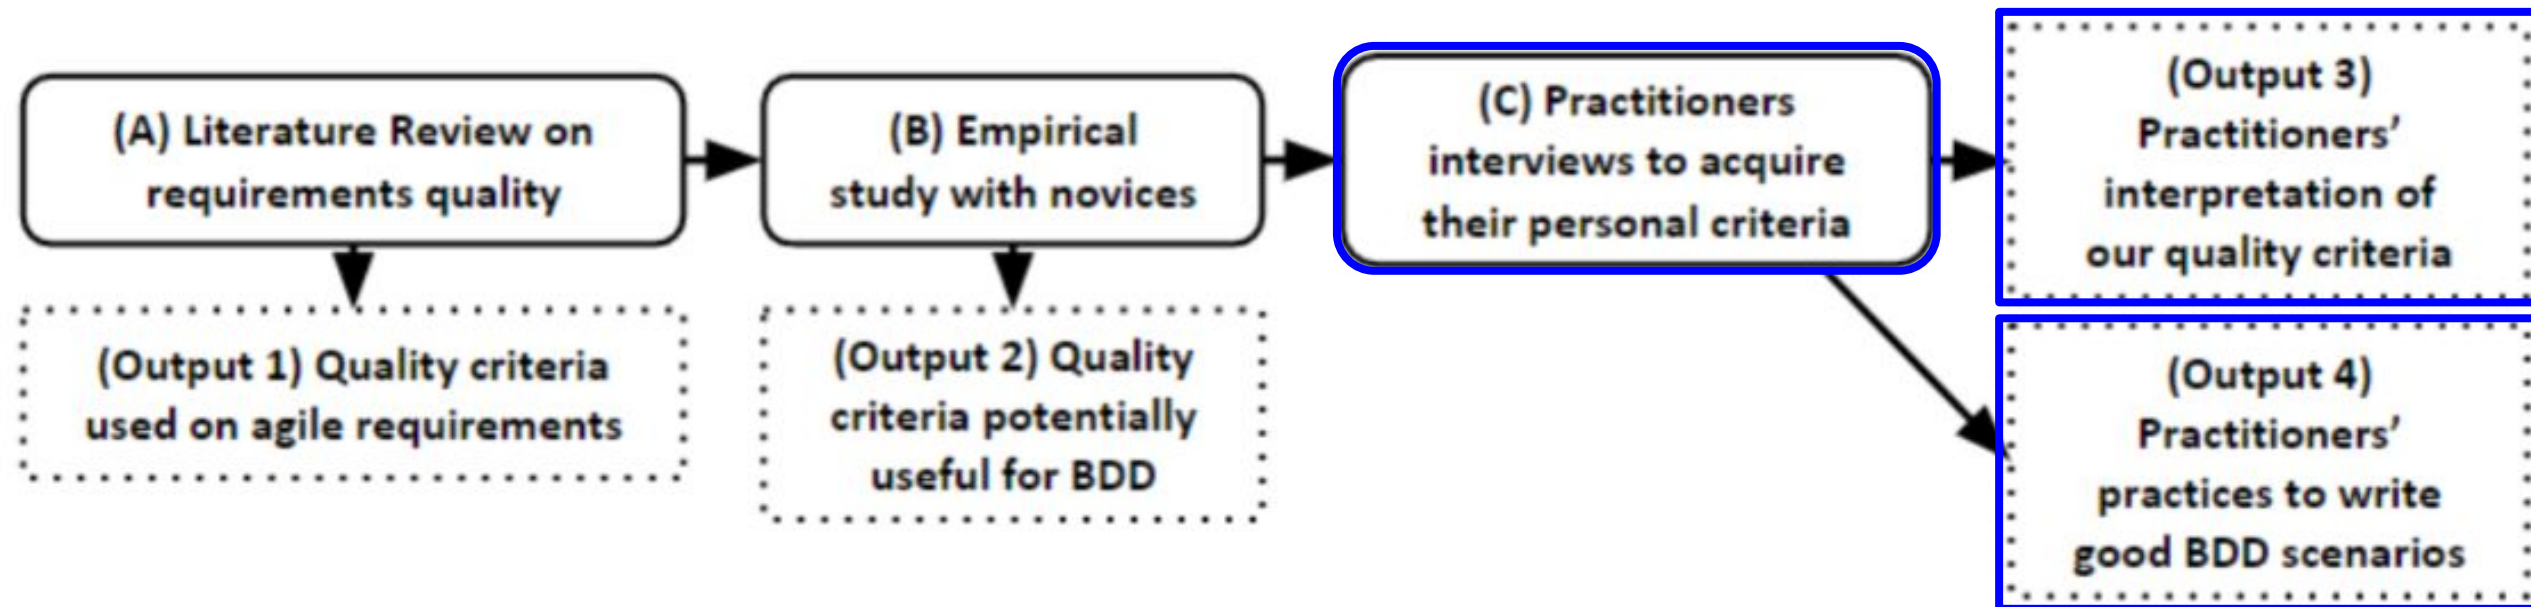 (A) Literature Review on
requirements quality
(Output 1) Quality criteria
used on agile requirements
(B) Empirical
study with novices
(Output 2) Quality
criteria potentially
useful for BDD
(C) Practitioners
interviews to acquire
their personal criteria
(Output 3)
Practitioners’
interpretation of
our quality criteria
(Output 4)
Practitioners’
practices to write
good BDD scenarios